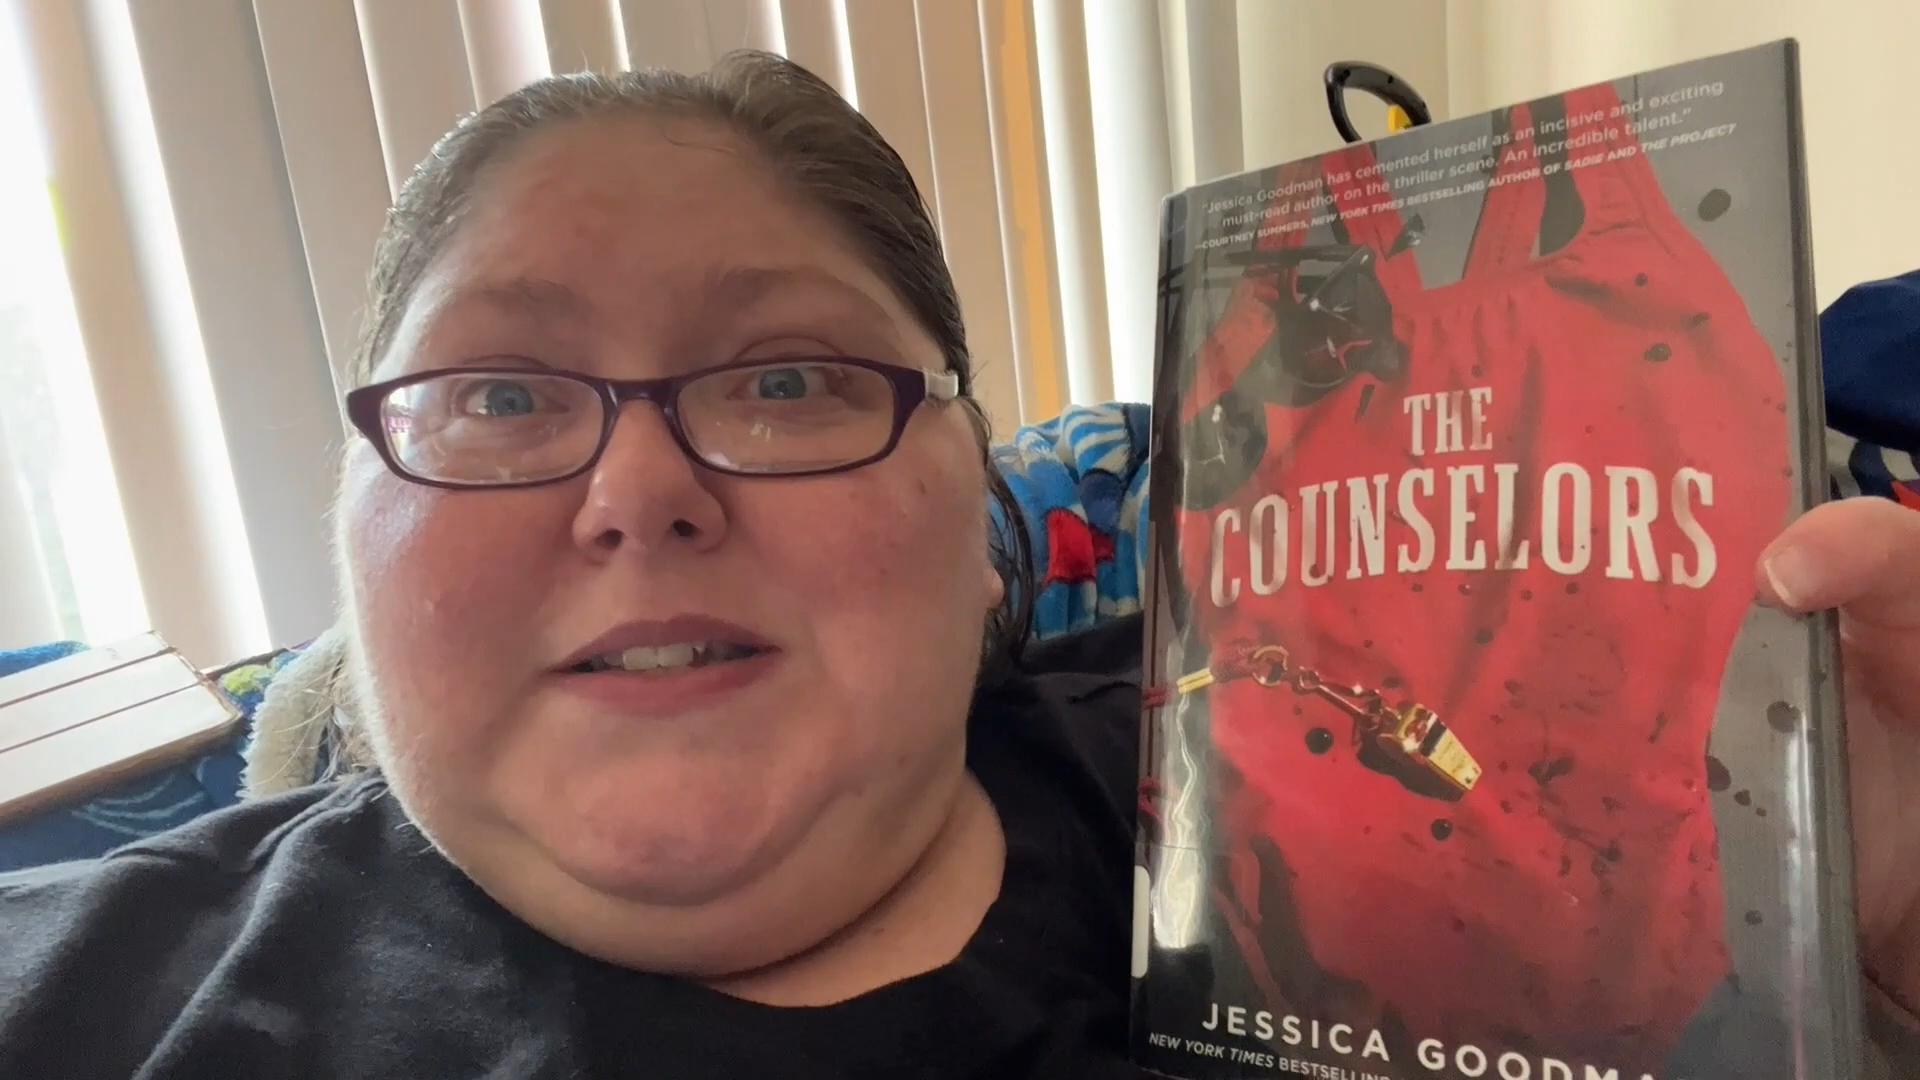 "Jessica Goodman has cemented herself as an incisive and exciting
must-read author on the thriller scene. An incredible talent."
—COURTNEY SUMMERS, NEW YORK TIMES BESTSELLING AUTHOR OF SADIE AND THE PROJECT
THE
COUNSELORS
JESSICA GOODMA
NEW YORK TIMES BESTSELLIN